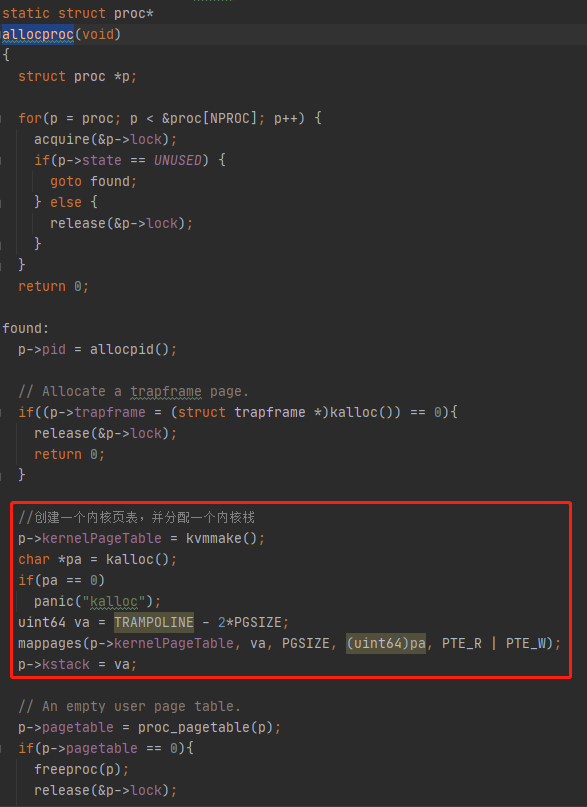 static struct proc*
allocproc(void)
{
  struct proc *p;

  for(p = proc; p < &proc[NPROC]; p++) {
    acquire(&p->lock);
    if(p->state == UNUSED) {
      goto found;
    } else {
      release(&p->lock);
    }
  }
  return 0;

found:
  p->pid = allocpid();

  // Allocate a trapframe page.
  if((p->trapframe = (struct trapframe *)kalloc()) == 0){
    release(&p->lock);
    return 0;
  }

  //创建一个内核页表，并分配一个内核栈
  p->kernelPageTable = kvmmake();
  char *pa = kalloc();
  if(pa == 0)
    panic("kalloc");
  uint64 va = TRAMPOLINE - 2*PGSIZE;
  mappages(p->kernelPageTable, va, PGSIZE, (uint64)pa, PTE_R | PTE_W);
  p->kstack = va;

  // An empty user page table.
  p->pagetable = proc_pagetable(p);
  if(p->pagetable == 0){
    freeproc(p);
    release(&p->lock);